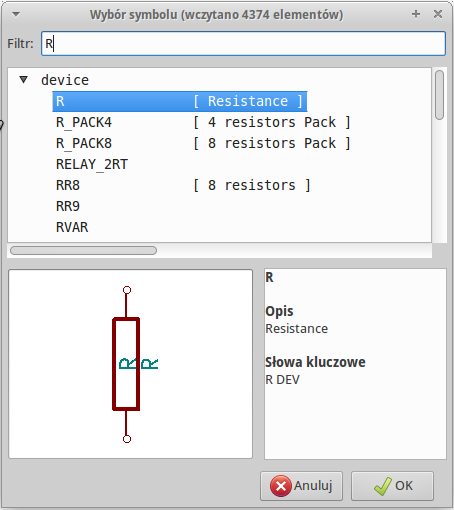 Wybór symbolu (wczytano 4374 elementów)
Filtr: R
device
R [ Resistance ]
R_PACK4 [ 4 resistors Pack ]
R_PACK8 [ 8 resistors Pack ]
RELAY_2RT
RR8 [ 8 resistors ]
RR9
RVAR
R
R
R
Opis
Resistance
Słowa kluczowe
R DEV
Anuluj
OK